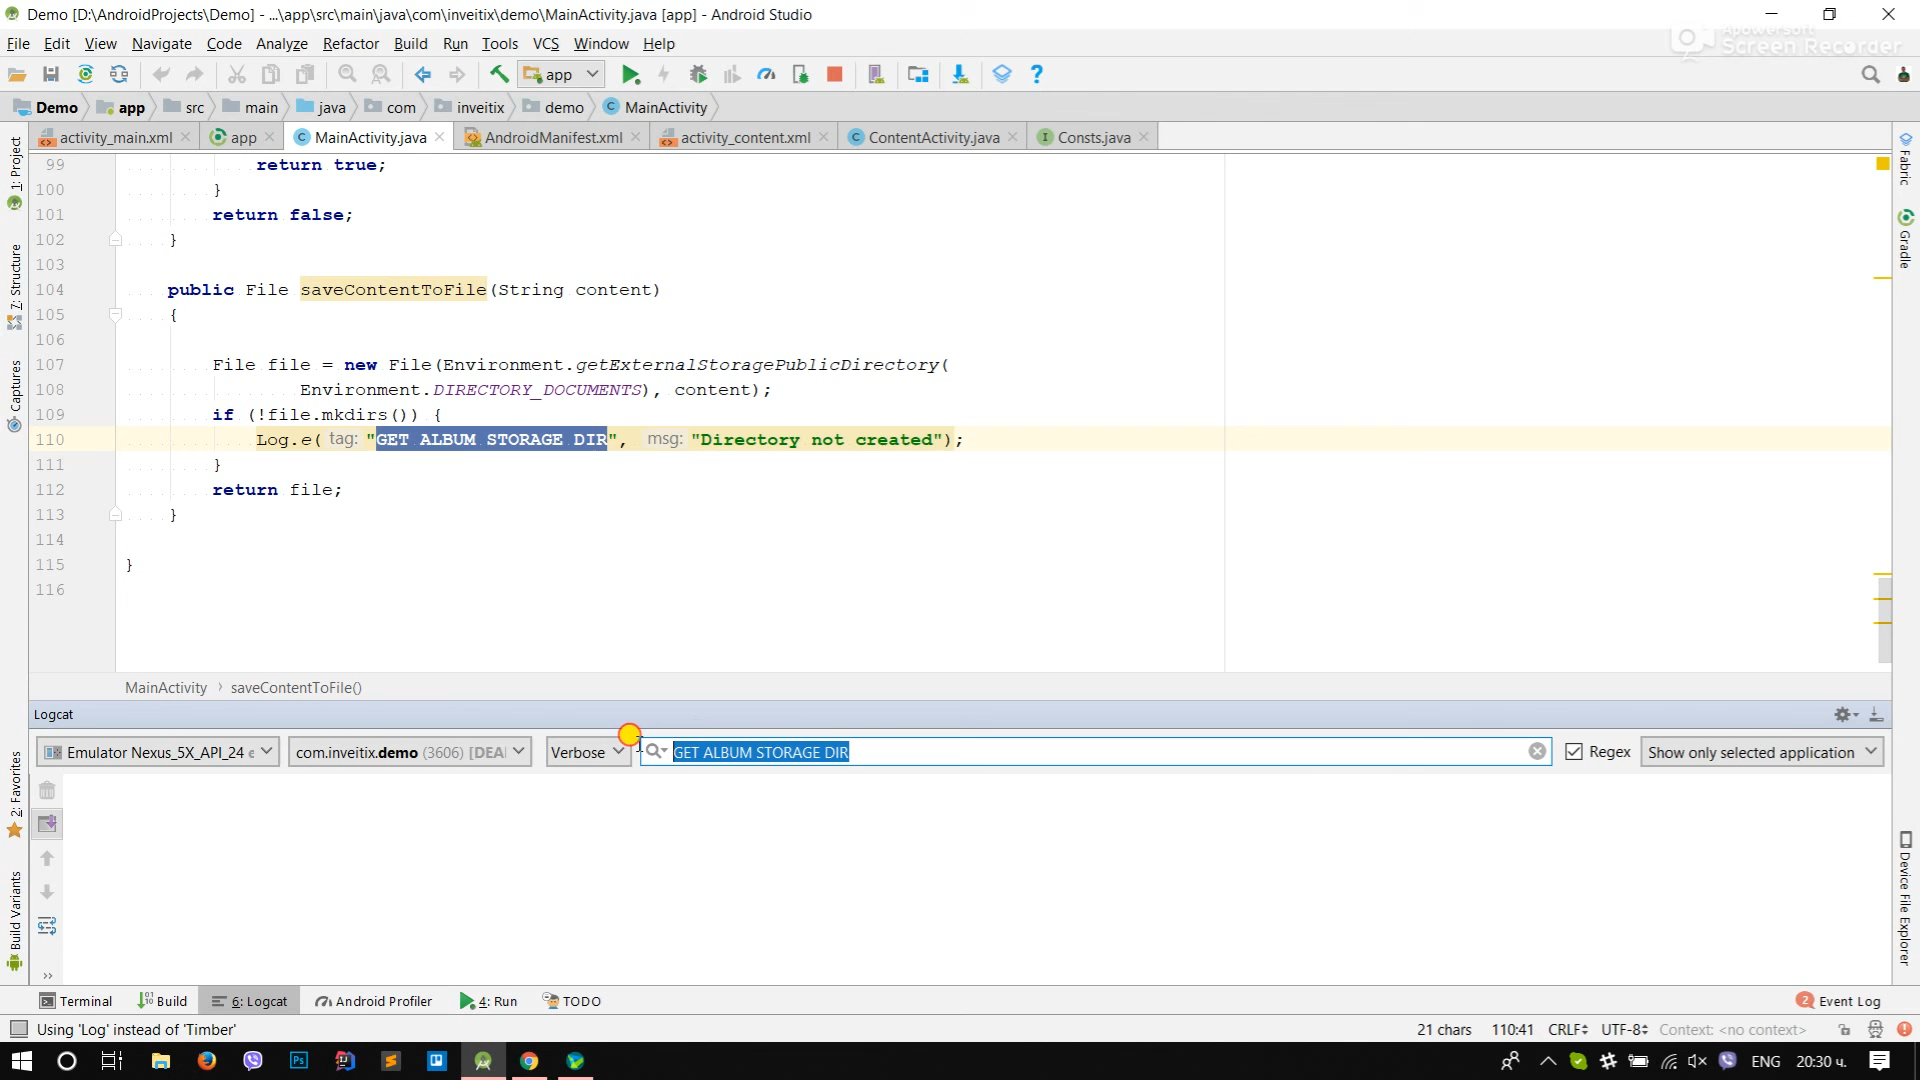 Demo [D:\AndroidProjects\Demo] - ...\app\src\main\java\com\inveitix\demo\MainActivity.java [app] - Android Studio
File Edit View Navigate Code Analyze Refactor Build Run Tools VCS Window Help
Apowersoft
Screen Recorder
app
Demo app src main java com inveitix demo MainActivity
activity_main.xml app MainActivity.java AndroidManifest.xml activity_content.xml ContentActivity.java Consts.java
99 return true;
100 }
101 return false;
102 }
103
104 public File saveContentToFile(String content)
105 {
106
107 File file = new File(Environment.getExternalStoragePublicDirectory(
108 Environment.DIRECTORY_DOCUMENTS), content);
109 if (!file.mkdirs()) {
110 Log.e( tag: "GET ALBUM STORAGE DIR", msg: "Directory not created");
111 }
112 return file;
113 }
114
115 }
116
1: Project
7: Structure
Captures
2: Favorites
Build Variants
Fabric
Gradle
Device File Explorer
MainActivity › saveContentToFile()
Logcat
Emulator Nexus_5X_API_24 com.inveitix.demo (3606) [DEA Verbose GET ALBUM STORAGE DIR Regex Show only selected application
Terminal Build 6: Logcat Android Profiler 4: Run TODO 2 Event Log
Using 'Log' instead of 'Timber' 21 chars 110:41 CRLF UTF-8 Context: <no context>
Ps ENG 20:30 ч.